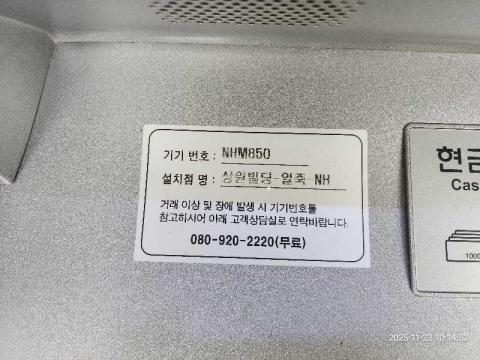 기기 번호 : NHM850
설치점 명 : 상원빌딩-일죽 NH
거래 이상 및 장애 발생 시 기기번호를
참고하시어 아래 고객상담실로 연락바랍니다.
080-920-2220(무료)
현금
Cas
1000
2025-11-23 10:14:52